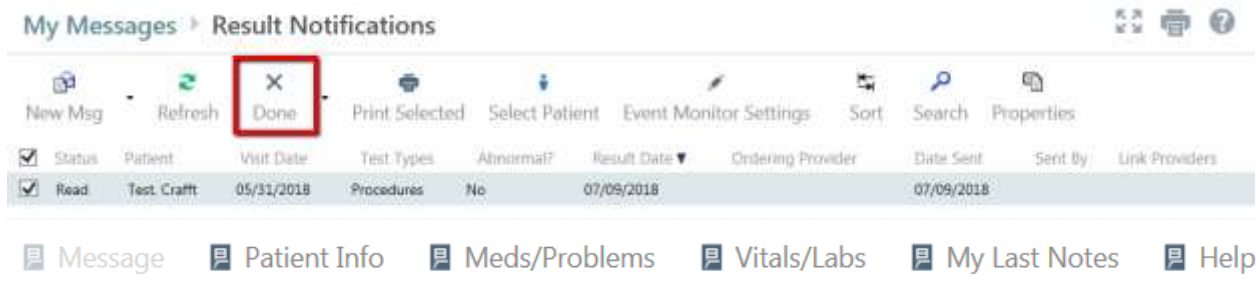 My Messages Result Notifications
New Msg Refresh Done Print Selected Select Patient Event Monitor Settings Sort Search Properties
Status Patient Visit Date Test Types Abnormal? Result Date Ordering Provider Date Sent Sent By Link Providers
Read Test. Crafft 05/31/2018 Procedures No 07/09/2018 07/09/2018
Message Patient Info Meds/Problems Vitals/Labs My Last Notes Help